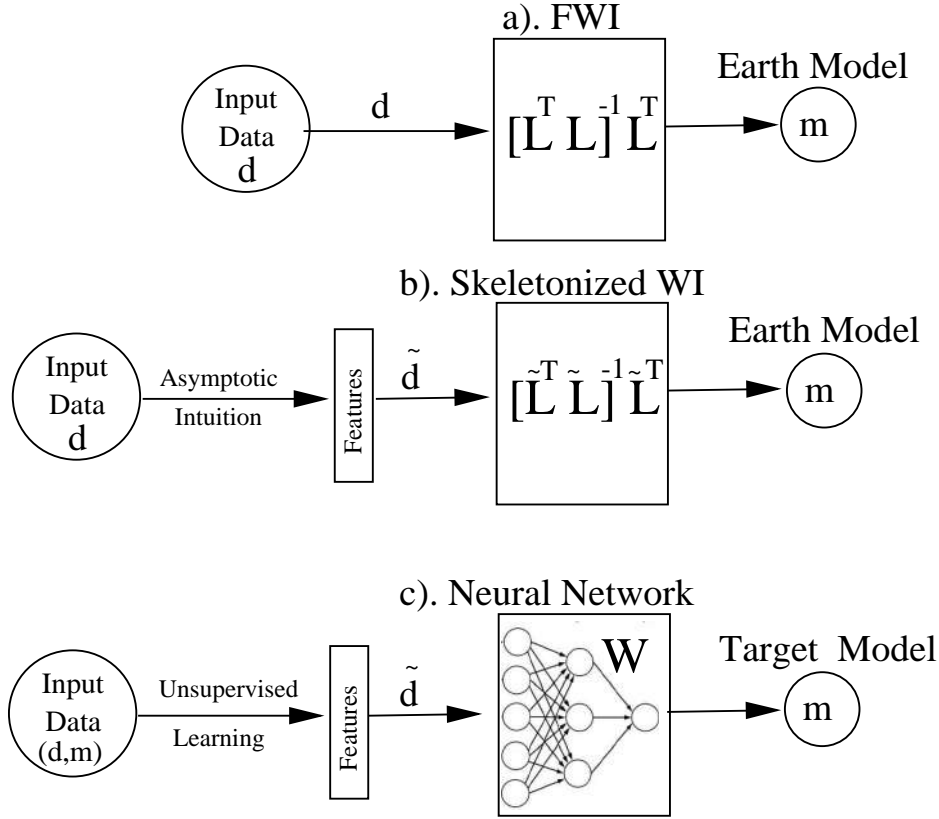 a). FWI
Input
Data
d
d
[L^T L]^-1 L^T
Earth Model
m
b). Skeletonized WI
Input
Data
d
Asymptotic
Intuition
Features
d̃
[L̃^T L̃]^-1 L̃^T
Earth Model
m
c). Neural Network
Input
Data
(d,m)
Unsupervised
Learning
Features
d̃
W
Target Model
m